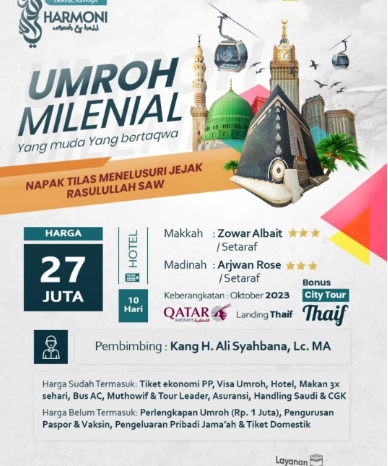 HARMONI
umroh & hajj
UMROH
MILENIAL
Yang muda Yang bertaqwa
NAPAK TILAS MENELUSURI JEJAK
RASULULLAH SAW
HARGA
27
JUTA
HOTEL
10
Hari
Makkah : Zowar Albait
/ Setaraf
Madinah : Arjwan Rose
/ Setaraf
Keberangkatan : Oktober 2023
QATAR
AIRWAYS القطرية
Landing Thaif
Bonus
City Tour
Thaif
Pembimbing : Kang H. Ali Syahbana, Lc. MA
Harga Sudah Termasuk: Tiket ekonomi PP, Visa Umroh, Hotel, Makan 3x
sehari, Bus AC, Muthowif & Tour Leader, Asuransi, Handling Saudi & CGK
Harga Belum Termasuk: Perlengkapan Umroh (Rp. 1 Juta), Pengurusan
Paspor & Vaksin, Pengeluaran Pribadi Jama'ah & Tiket Domestik
Layanan